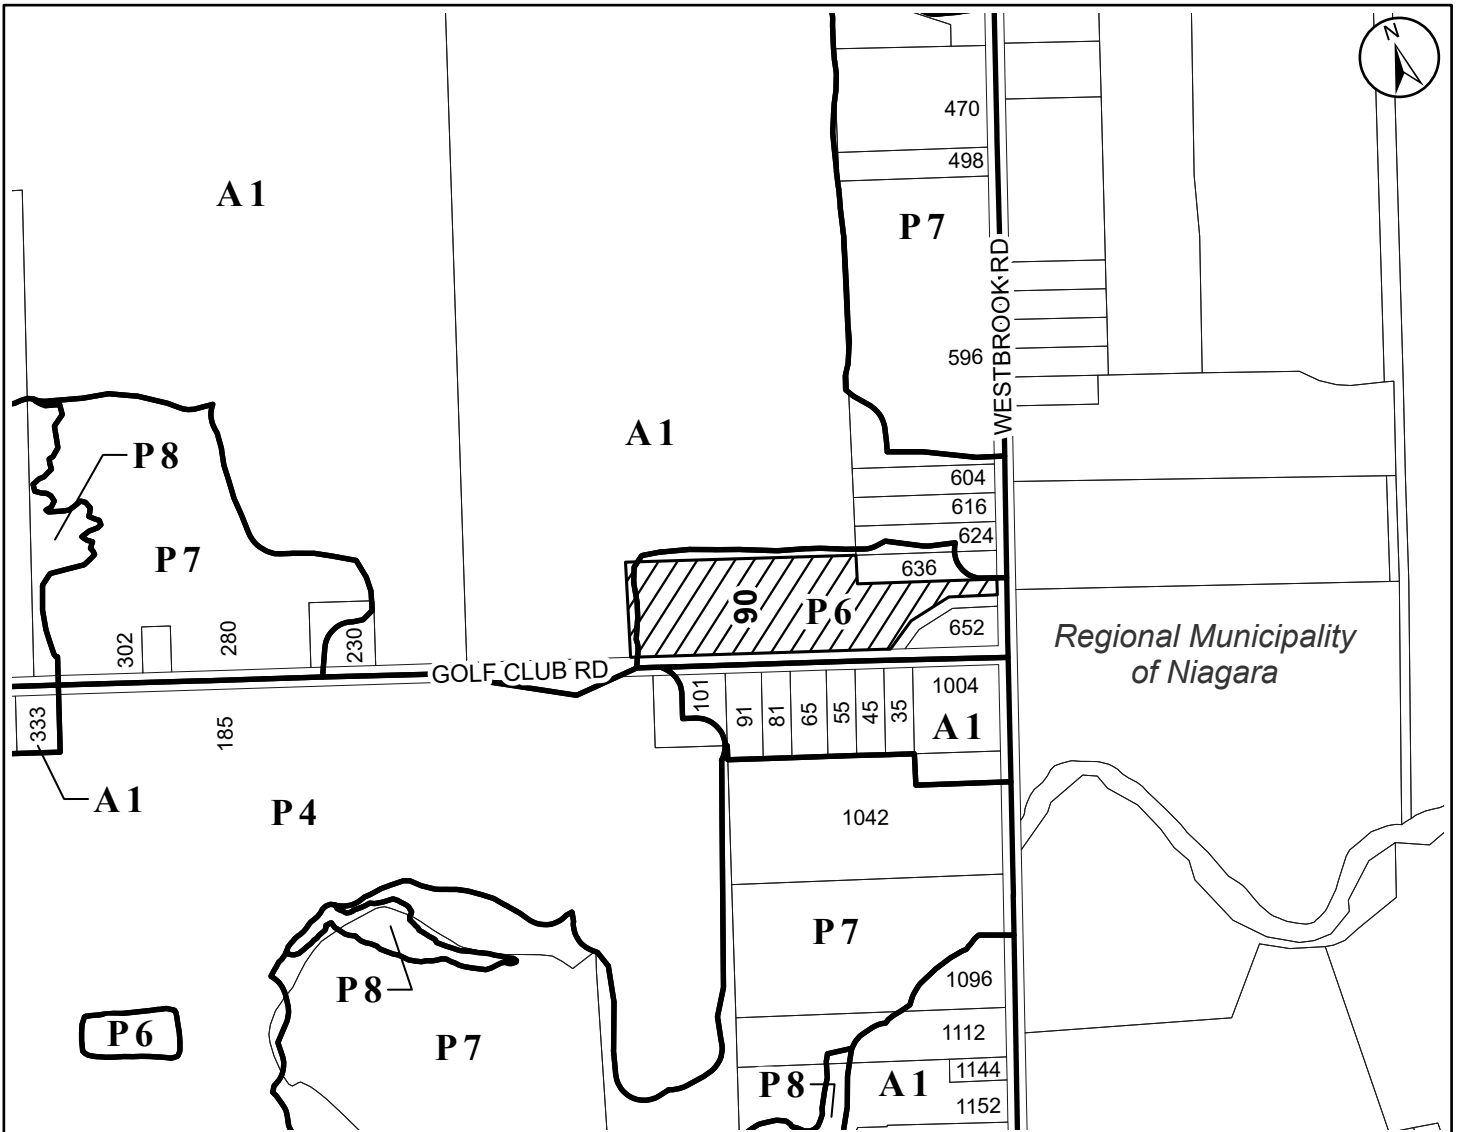 N
470
498
A1
P7
WESTBROOK RD
596
A1
P8
604
616
624
P7
636
90
P6
652
Regional Municipality
of Niagara
302
280
230
GOLF CLUB RD
101
91
81
65
55
45
35
1004
A1
333
185
A1
P4
1042
P7
P8
1096
P6
P7
1112
1144
P8
A1
1152